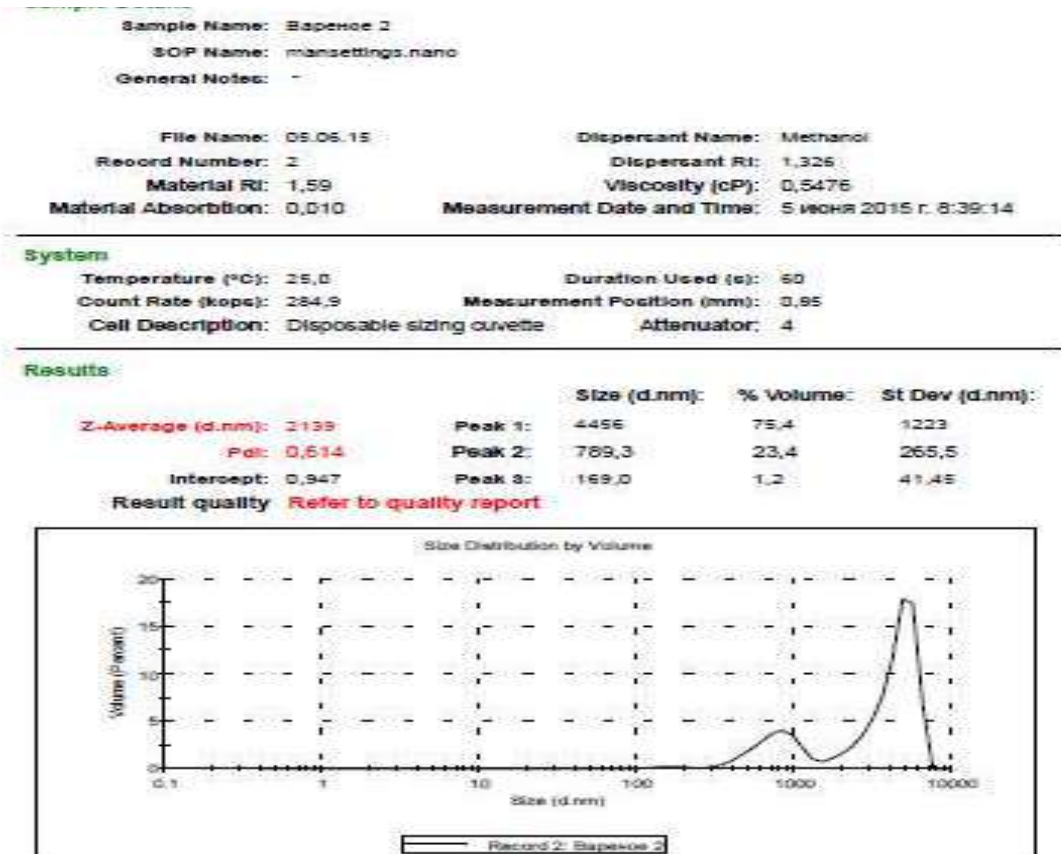 Sample Name: Вареное 2
SOP Name: mansettings.nano
General Notes: -
File Name: 05.06.15 Dispersant Name: Methanol
Record Number: 2 Dispersant RI: 1,326
Material RI: 1,59 Viscosity (cP): 0,5476
Material Absorbtion: 0,010 Measurement Date and Time: 5 июня 2015 г. 8:39:14
System
Temperature (°C): 25,0 Duration Used (s): 60
Count Rate (kcps): 284,9 Measurement Position (mm): 0,85
Cell Description: Disposable sizing cuvette Attenuator: 4
Results
Size (d.nm): % Volume: St Dev (d.nm):
Z-Average (d.nm): 2139 Peak 1: 4456 75,4 1223
PdI: 0,614 Peak 2: 789,3 23,4 265,5
Intercept: 0,947 Peak 3: 169,0 1,2 41,45
Result quality Refer to quality report
Size Distribution by Volume
20
15
10
5
0
Volume (Percent)
0.1 1 10 100 1000 10000
Size (d.nm)
Record 2: Вареное 2